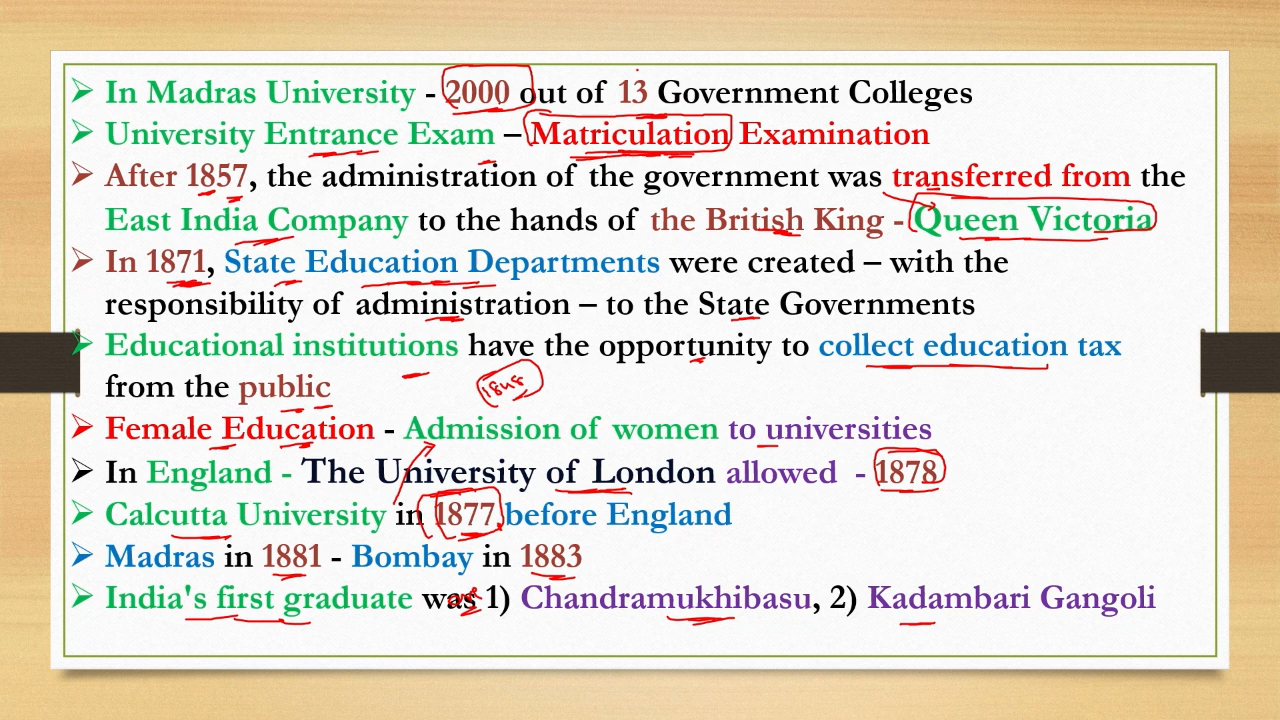 In Madras University - 2000 out of 13 Government Colleges
University Entrance Exam – Matriculation Examination
After 1857, the administration of the government was transferred from the
East India Company to the hands of the British King - Queen Victoria
In 1871, State Education Departments were created – with the
responsibility of administration – to the State Governments
Educational institutions have the opportunity to collect education tax
from the public
1848
Female Education - Admission of women to universities
In England - The University of London allowed - 1878
Calcutta University in 1877 before England
Madras in 1881 - Bombay in 1883
India's first graduate was 1) Chandramukhibasu, 2) Kadambari Gangoli